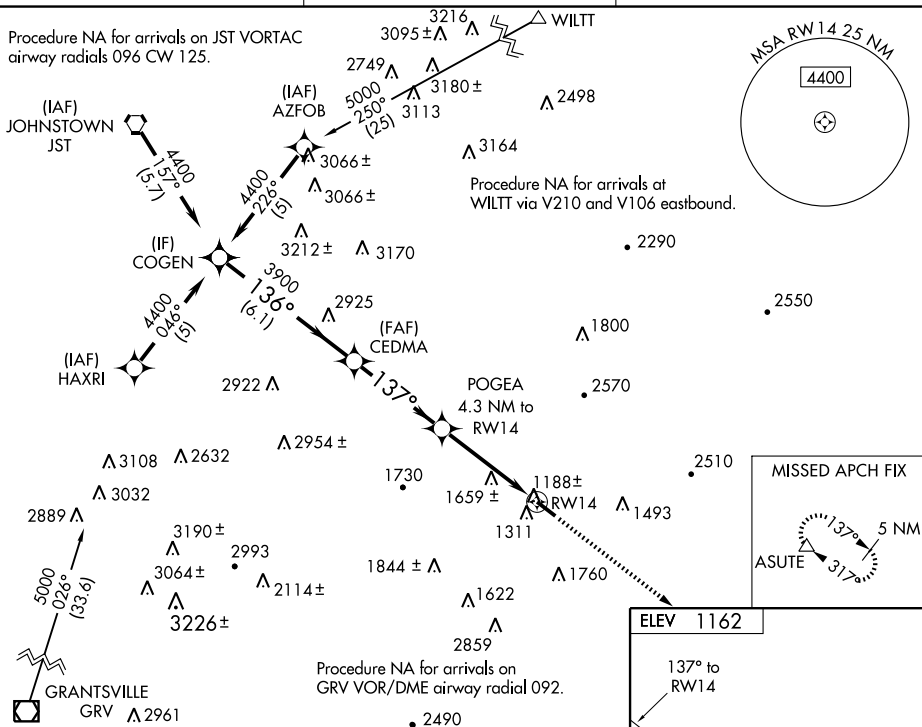 Procedure NA for arrivals on JST VORTAC
airway radials 096 CW 125.
3216
WILTT
3095±
MSA RW14 25 NM
4400
2749
3180±
3113
5000
250°
(25)
2498
(IAF)
AZFOB
(IAF)
JOHNSTOWN
JST
4400
157°
(5.7)
3066±
3164
3066±
4400
226°
(5)
Procedure NA for arrivals at
WILTT via V210 and V106 eastbound.
3212±
3170
2290
(IF)
COGEN
3900
136°
(6.1)
2550
4400
046°
(5)
2925
1800
(IAF)
HAXRI
(FAF)
CEDMA
2922
137°
POGEA
4.3 NM to
RW14
2570
2954±
3108
2632
2510
MISSED APCH FIX
1730
1188±
RW14
1659±
3032
1493
1311
2889
137°
5 NM
ASUTE
317°
3190±
2993
5000
026°
(33.6)
3064±
2114±
1844±
1760
3226±
1622
2859
ELEV 1162
137° to
RW14
Procedure NA for arrivals on
GRV VOR/DME airway radial 092.
GRANTSVILLE
GRV
2961
2490